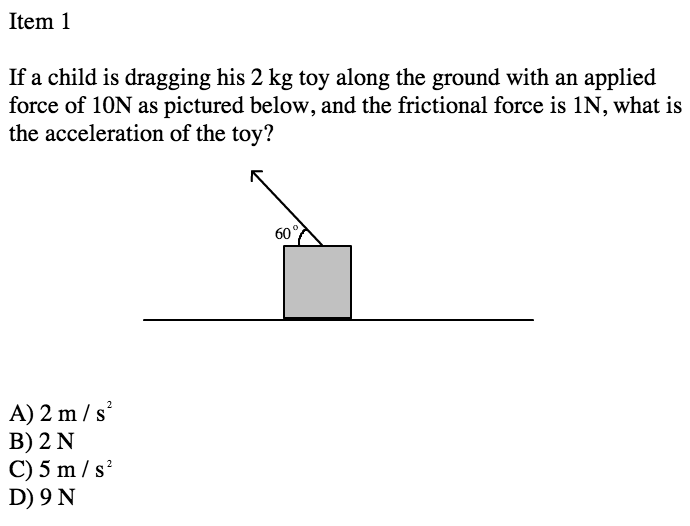 Item 1
If a child is dragging his 2 kg toy along the ground with an applied
force of 10N as pictured below, and the frictional force is 1N, what is
the acceleration of the toy?
60°
A) 2 m / s²
B) 2 N
C) 5 m / s²
D) 9 N